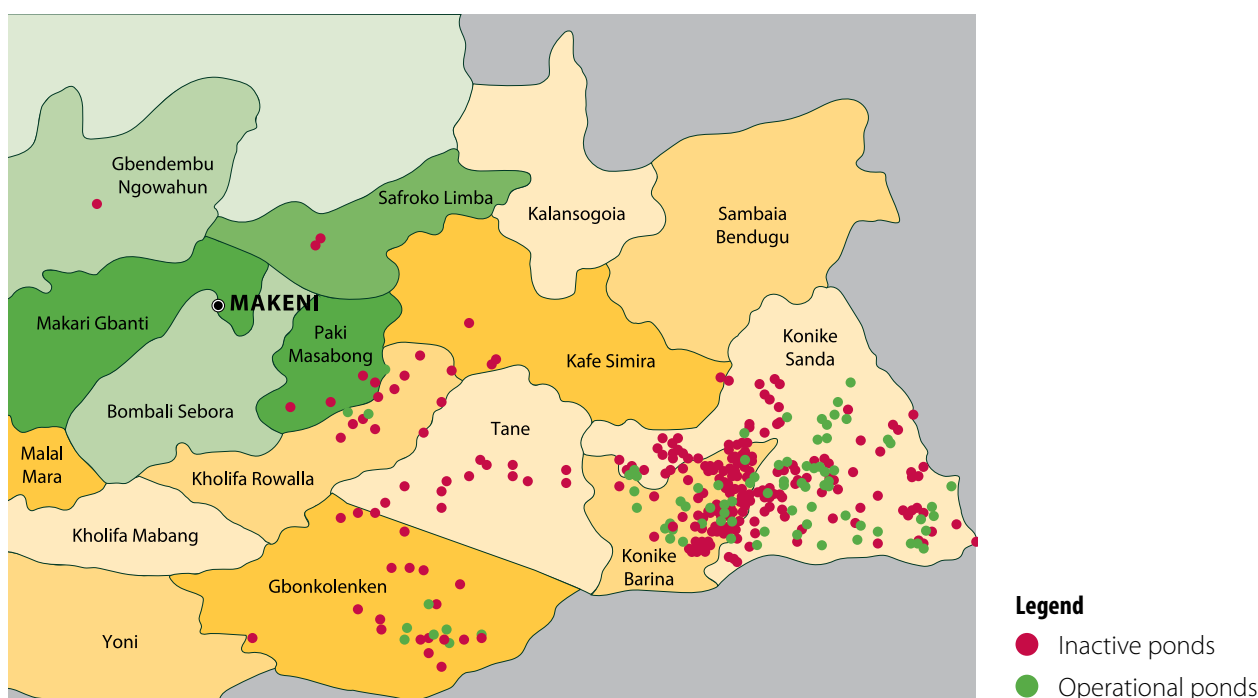 Gbendembu
Ngowahun
Safroko Limba
Kalansogoia
Sambaia
Bendugu
MAKENI
Makari Gbanti
Paki
Masabong
Konike
Sanda
Kafe Simira
Bombali Sebora
Tane
Malal
Mara
Kholifa Rowalla
Kholifa Mabang
Konike
Barina
Gbonkolenken
Yoni
Legend
Inactive ponds
Operational ponds